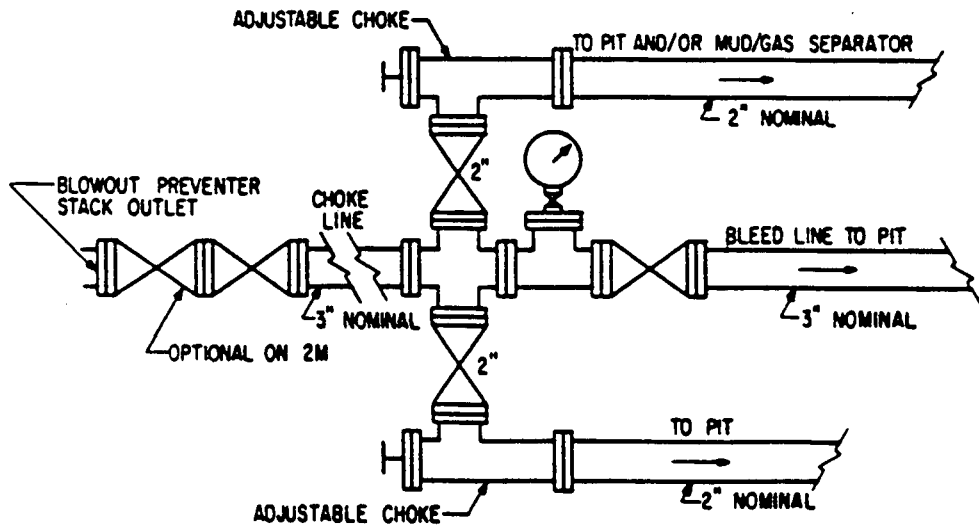 ADJUSTABLE CHOKE
TO PIT AND/OR MUD/GAS SEPARATOR
2" NOMINAL
2"
BLOWOUT PREVENTER
STACK OUTLET
CHOKE
LINE
BLEED LINE TO PIT
3" NOMINAL
3" NOMINAL
OPTIONAL ON 2M
2"
TO PIT
2" NOMINAL
ADJUSTABLE CHOKE